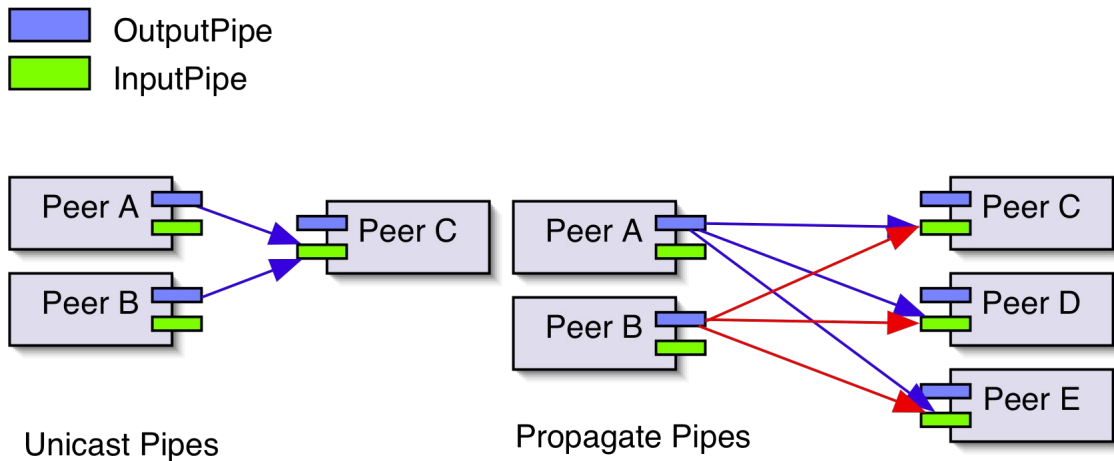 OutputPipe
InputPipe
Peer A
Peer B
Peer C
Unicast Pipes
Peer A
Peer B
Peer C
Peer D
Peer E
Propagate Pipes